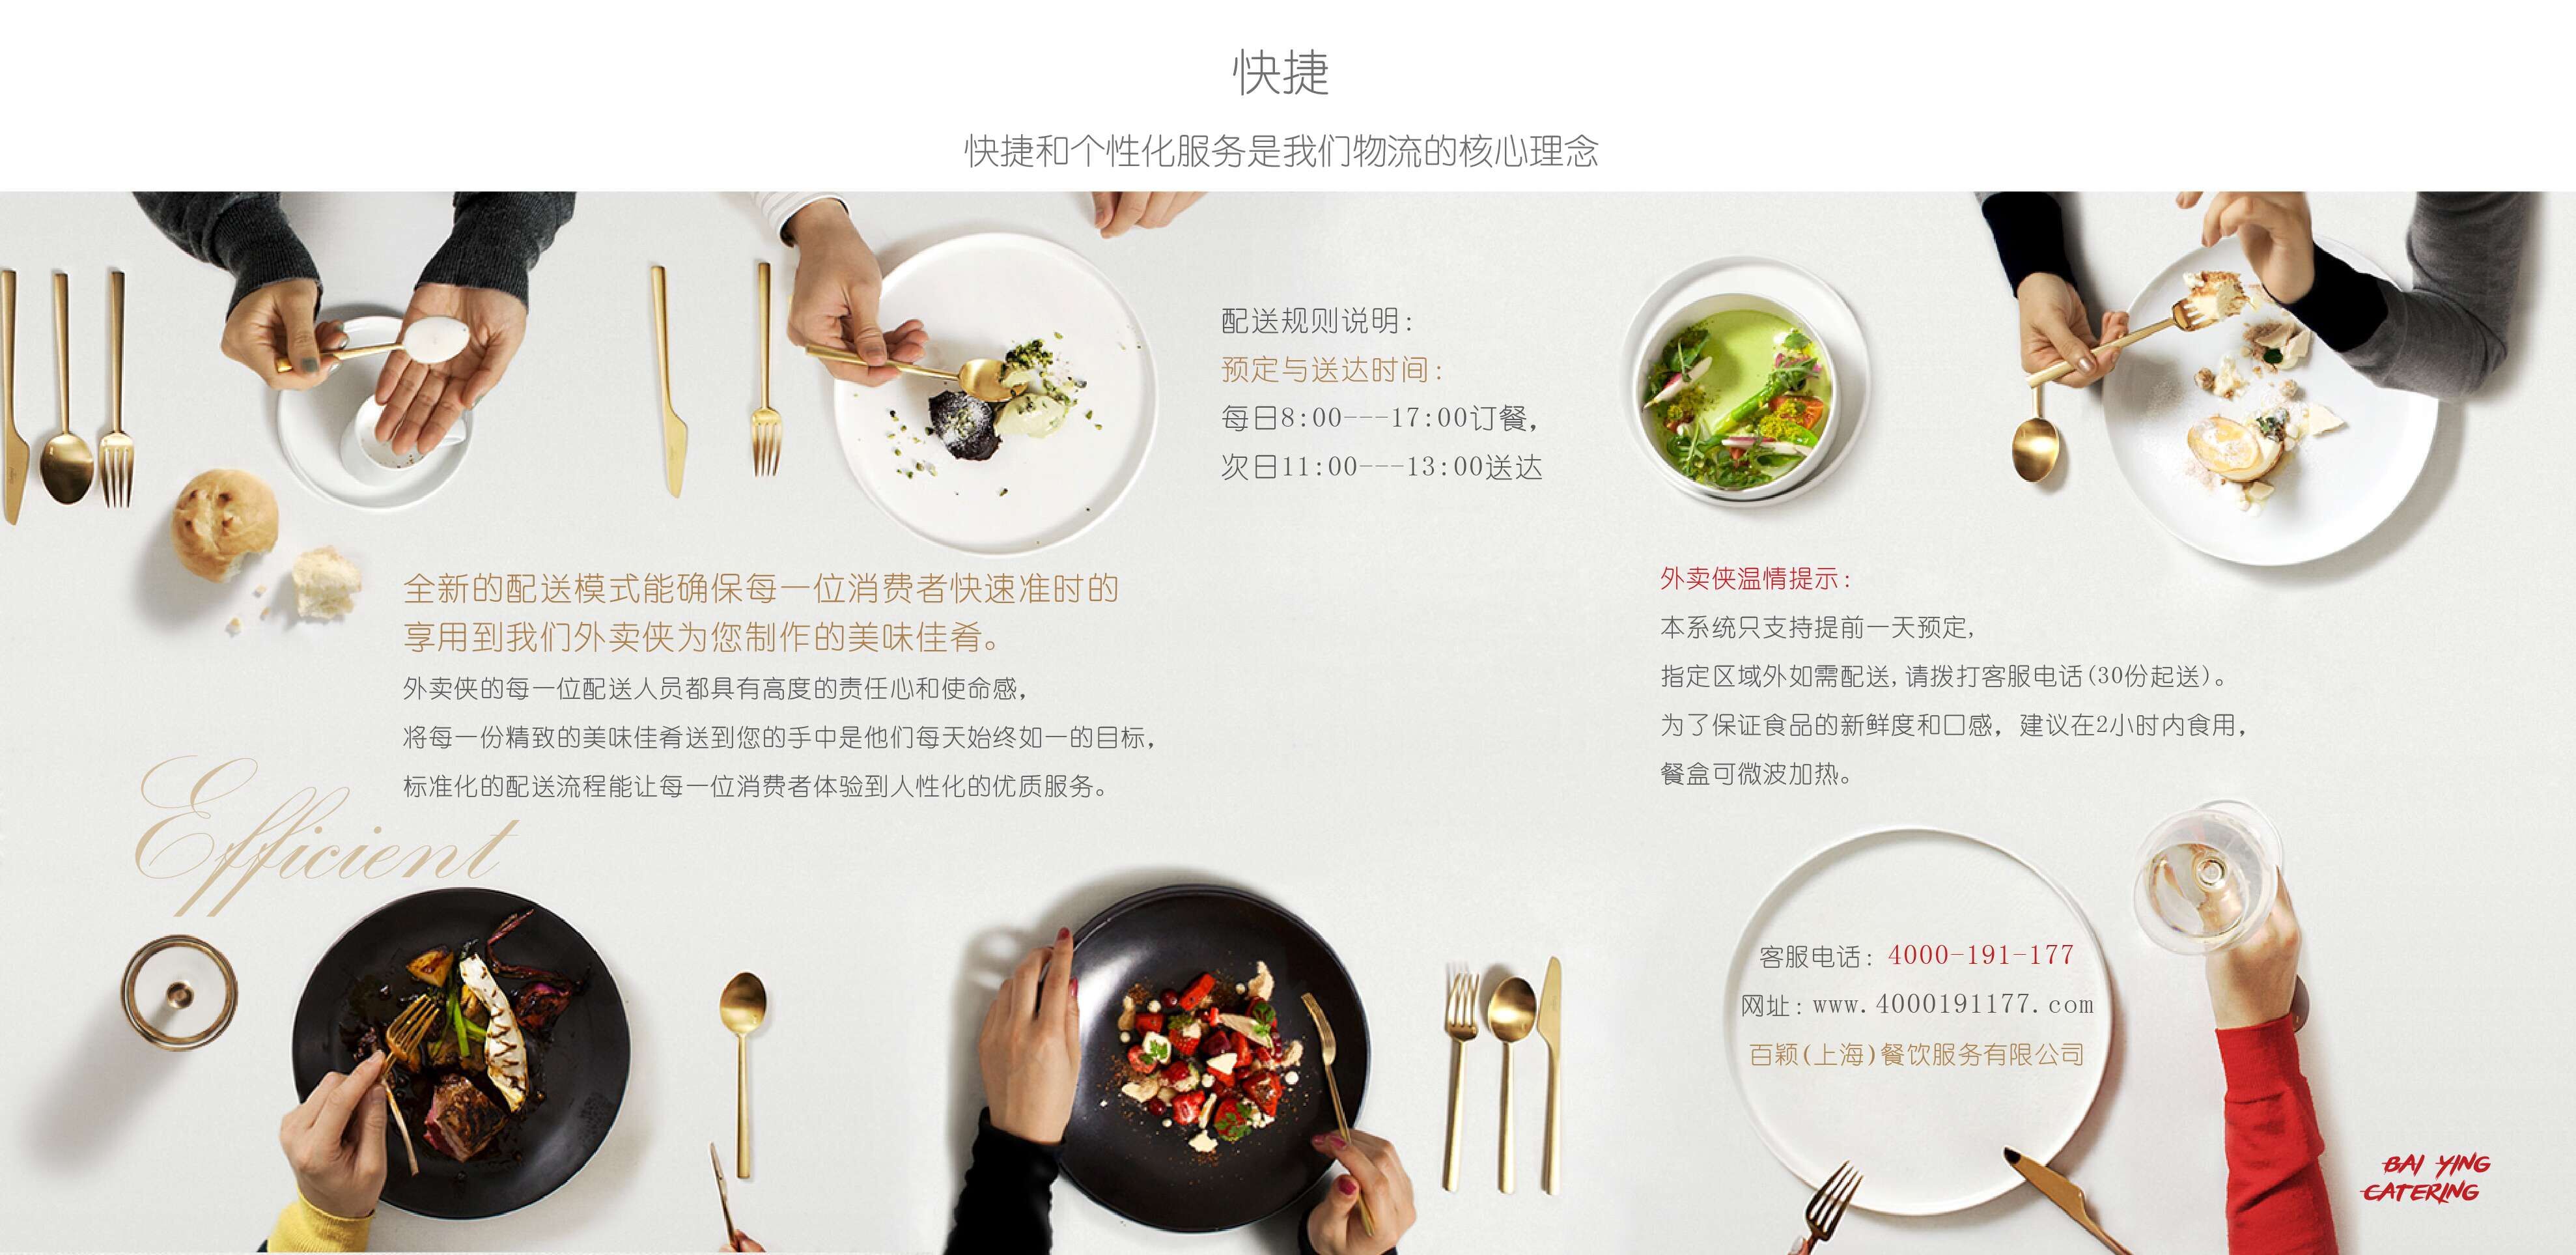 快捷
快捷和个性化服务是我们物流的核心理念
配送规则说明：
预定与送达时间：
每日8:00---17:00订餐，
次日11:00---13:00送达
全新的配送模式能确保每一位消费者快速准时的
享用到我们外卖侠为您制作的美味佳肴。
外卖侠的每一位配送人员都具有高度的责任心和使命感，
将每一份精致的美味佳肴送到您的手中是他们每天始终如一的目标，
标准化的配送流程能让每一位消费者体验到人性化的优质服务。
Efficient
外卖侠温情提示：
本系统只支持提前一天预定，
指定区域外如需配送，请拨打客服电话(30份起送)。
为了保证食品的新鲜度和口感，建议在2小时内食用，
餐盒可微波加热。
客服电话：4000-191-177
网址：www.4000191177.com
百颖(上海)餐饮服务有限公司
BAI YING
CATERING